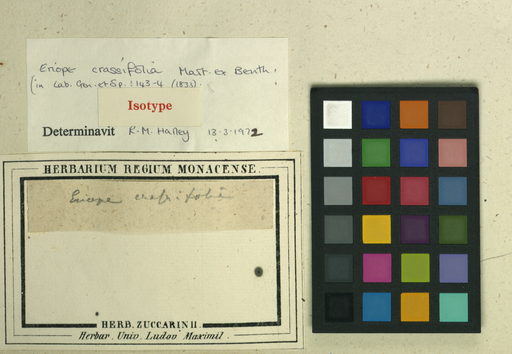 Eriope crassifolia Mart. ex Benth.
(in Lab. Gen. et Sp.: 143-4 (1833).
Isotype
Determinavit R. M. Harley 13.3.1972
HERBARIUM REGIUM MONACENSE.
Eriope crassifolia
HERB. ZUCCARINII.
Herbar. Univ. Ludov Maximil.